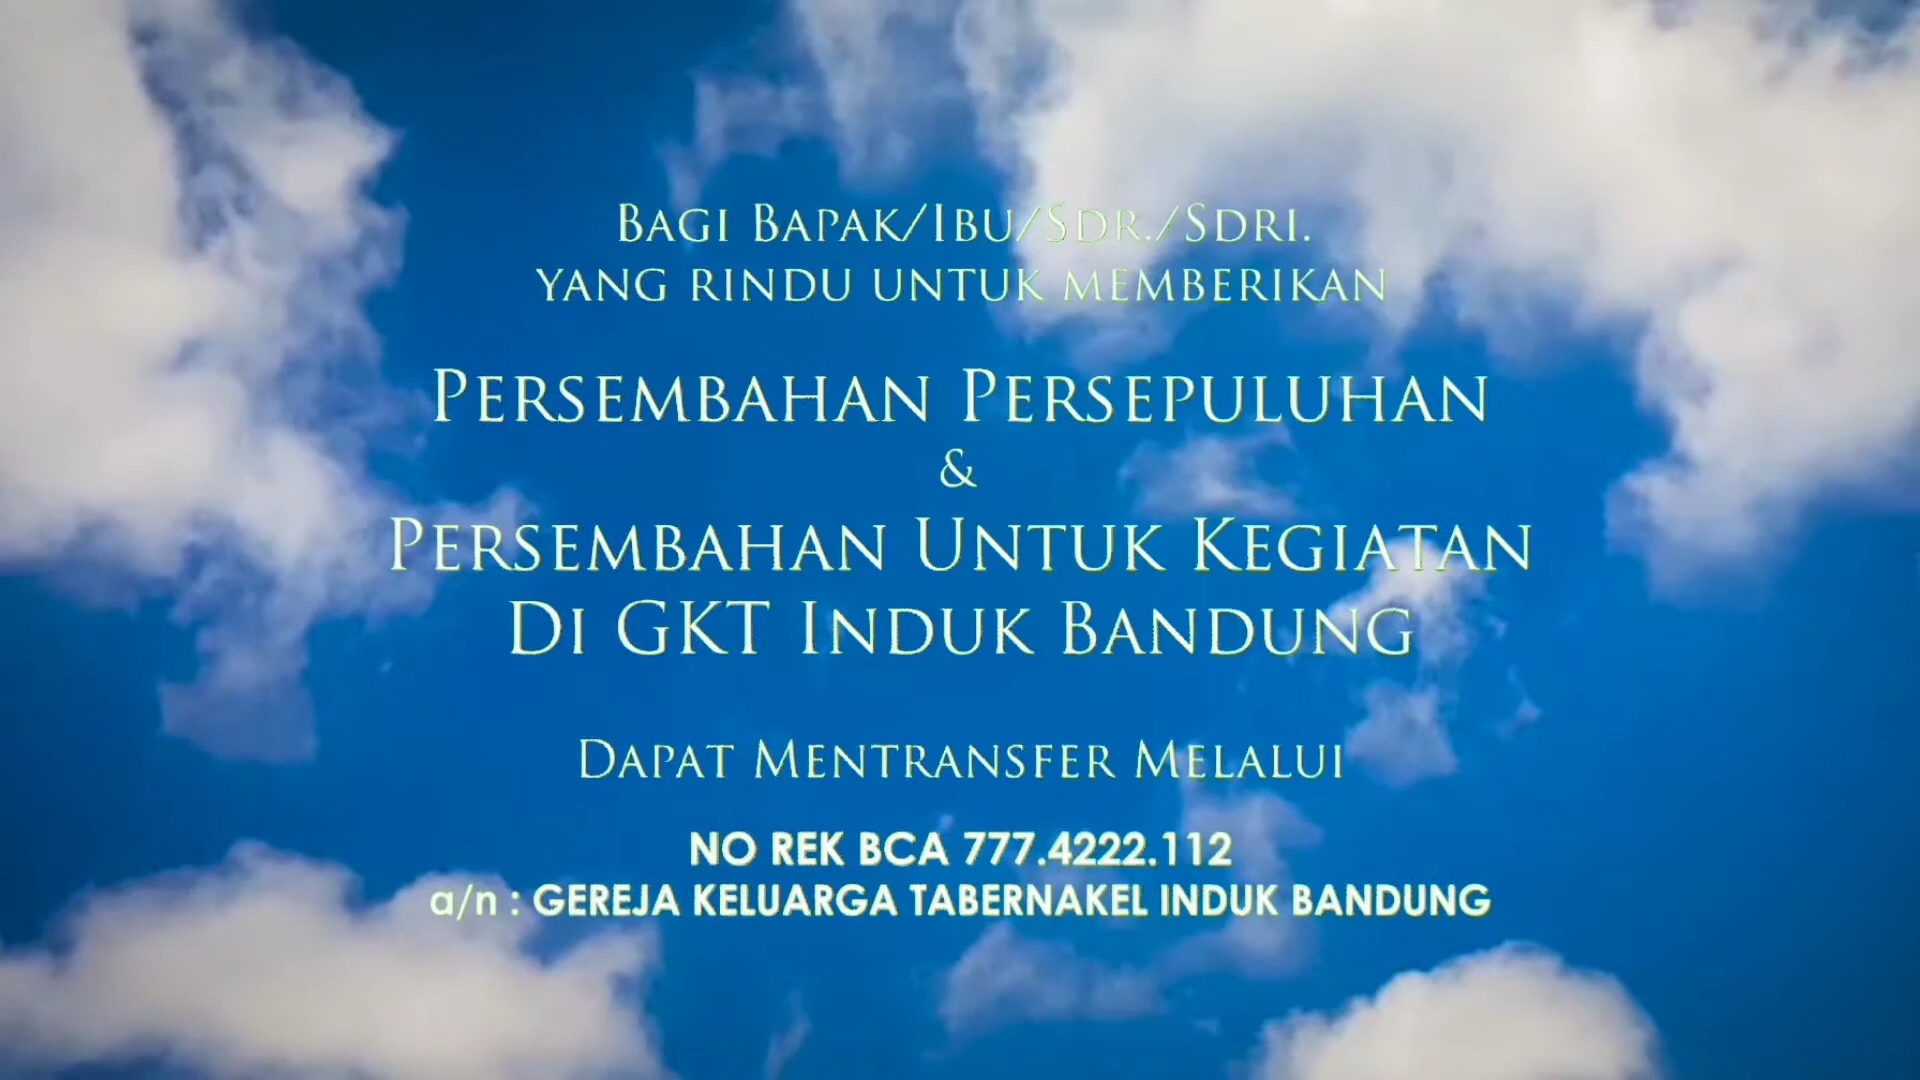 BAGI BAPAK/IBU/SDR./SDRI.
YANG RINDU UNTUK MEMBERIKAN
PERSEMBAHAN PERSEPULUHAN
&
PERSEMBAHAN UNTUK KEGIATAN
DI GKT INDUK BANDUNG
DAPAT MENTRANSFER MELALUI
NO REK BCA 777.4222.112
a/n : GEREJA KELUARGA TABERNAKEL INDUK BANDUNG